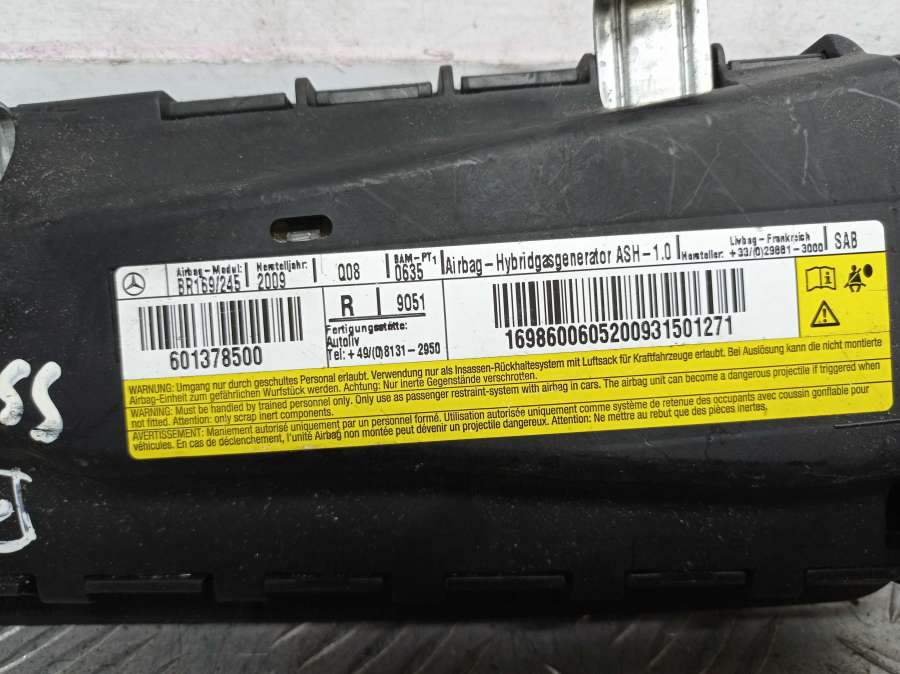 Airbag-Modul:
BR169/245
Herstelljahr:
2009
Q08
BAM-PT1
0635
Airbag-Hybridgasgenerator ASH-1.0
Hersteller:
Livbag-Frankreich
+33/(0)29881-3000
SAB
601378500
R
9051
Fertigungsstätte:
Autoliv
Tel: +49/(0)8131-2950
1698600605200931501271
WARNUNG: Umgang nur durch geschultes Personal erlaubt. Verwendung nur als Insassen-Rückhaltesystem mit Luftsack für Kraftfahrzeuge erlaubt. Bei Auslösung kann die nicht montierte
Airbag-Einheit zum gefährlichen Wurfstück werden. Achtung: Nur inerte Gegenstände verschrotten.
WARNING: Must be handled by trained personnel only. Only use as passenger restraint-system with airbag in cars. The airbag unit can become a dangerous projectile if triggered when
not fitted. Attention: only scrap inert components.
AVERTISSEMENT: Maniement autorisé uniquement par un personnel formé. Utilisation autorisée uniquement comme système de retenue des occupants avec coussin gonflable pour
véhicules. En cas de déclenchement, l'unité Airbag non montée peut devenir un projectile dangereux. Attention: Ne mettre au rebut que des pièces inertes.